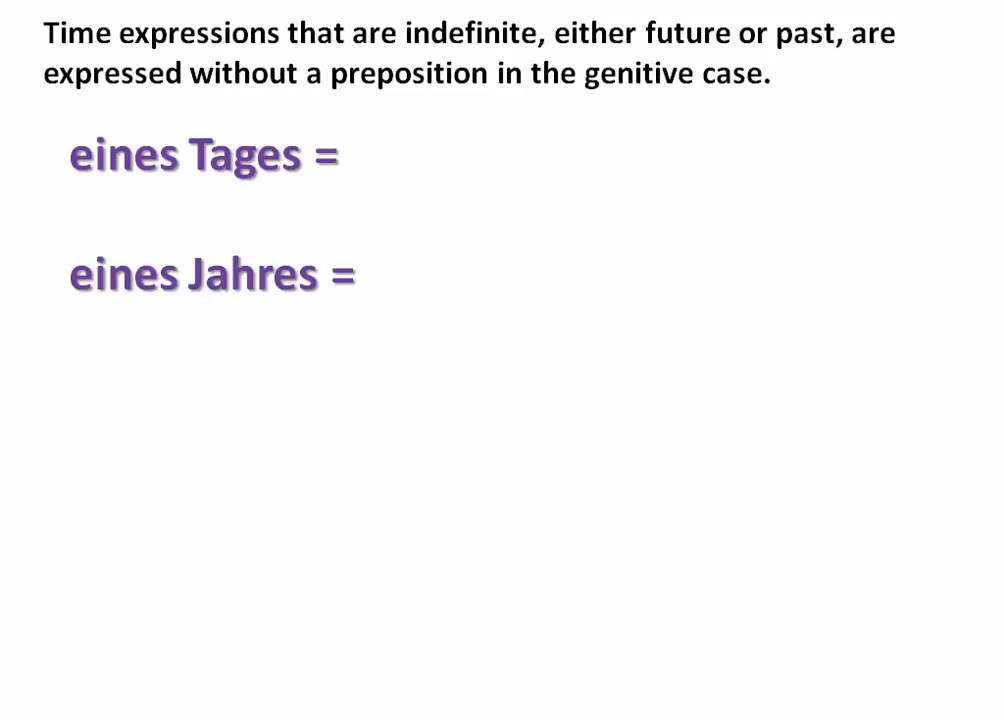 Time expressions that are indefinite, either future or past, are
expressed without a preposition in the genitive case.
eines Tages =
eines Jahres =